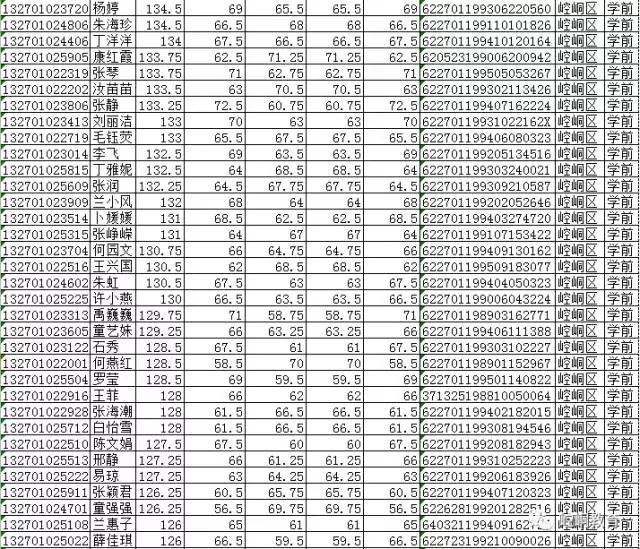 132701023720 杨婷 134.5 69 65.5 65.5 69 622701199306220560 崆峒区 学前
132701024806 朱海珍 134.5 66.5 68 68 66.5 622701199110101826 崆峒区 学前
132701024406 丁洋洋 134 67.5 66.5 66.5 67.5 622701199410120164 崆峒区 学前
132701025905 康红霞 133.75 62.5 71.25 71.25 62.5 620523199006200942 崆峒区 学前
132701022319 张琴 133.75 71 62.75 62.75 71 622701199505053267 崆峒区 学前
132701022202 汝苗苗 133.5 63 70.5 70.5 63 622701199302113426 崆峒区 学前
132701023806 张静 133.25 72.5 60.75 60.75 72.5 622701199407162224 崆峒区 学前
132701023413 刘丽洁 133 70 63 63 70 62270119931022162X 崆峒区 学前
132701022719 毛钰荧 133 65.5 67.5 67.5 65.5 622701199406080323 崆峒区 学前
132701023014 李飞 132.5 69 63.5 63.5 69 622701199205134516 崆峒区 学前
132701025815 丁雅妮 132.5 64 68.5 68.5 64 622701199303240021 崆峒区 学前
132701025609 张润 132.25 64.5 67.75 67.75 64.5 622701199309210587 崆峒区 学前
132701023909 兰小凤 132 68 64 64 68 622701199202052646 崆峒区 学前
132701023514 卜媛媛 131 68.5 62.5 62.5 68.5 622701199403274720 崆峒区 学前
132701025315 张峥嵘 131 64 67 67 64 622701199107153422 崆峒区 学前
132701023704 何园文 130.75 66 64.75 64.75 66 622701199409130162 崆峒区 学前
132701022516 王兴国 130.5 62 68.5 68.5 62 622701199509183077 崆峒区 学前
132701024602 朱虹 130.5 67.5 63 63 67.5 622701199404050323 崆峒区 学前
132701025225 许小燕 130 66.5 63.5 63.5 66.5 622701199006043224 崆峒区 学前
132701023313 禹巍巍 129.75 71 58.75 58.75 71 622701198903162771 崆峒区 学前
132701023605 童艺姝 129.25 66 63.25 63.25 66 622701199406111388 崆峒区 学前
132701023122 石秀 128.5 67.5 61 61 67.5 622701199303102227 崆峒区 学前
132701022001 何燕红 128.5 58.5 70 70 58.5 622701198901152967 崆峒区 学前
132701025504 罗莹 128.5 69 59.5 59.5 69 622701199501140822 崆峒区 学前
132701022916 王菲 128 66 62 62 66 371325198810050064 崆峒区 学前
132701022928 张海潮 128 61.5 66.5 66.5 61.5 622701199402182015 崆峒区 学前
132701025712 白怡雪 128 61.5 66.5 66.5 61.5 622701199308194546 崆峒区 学前
132701022510 陈文娟 127.5 67.5 60 60 67.5 622701199208182943 崆峒区 学前
132701025513 邢静 127.25 66 61.25 61.25 66 622701199310252223 崆峒区 学前
132701025222 易琼 127.25 63 64.25 64.25 63 622701199206183926 崆峒区 学前
132701025911 张颖君 126.25 60.5 65.75 65.75 60.5 622701199407120323 崆峒区 学前
132701024701 童强强 126.25 56.5 69.75 69.75 56.5 622628199201282516 崆峒区 学前
132701025108 兰惠子 126 65 61 61 65 崆峒区 学前
132701025022 薛佳琪 126 66.5 59.5 59.5 66.5 622723199210090026 崆峒区 学前
崆峒教育